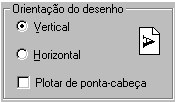 Orientação do desenho
Vertical
Horizontal
A
Plotar de ponta-cabeça